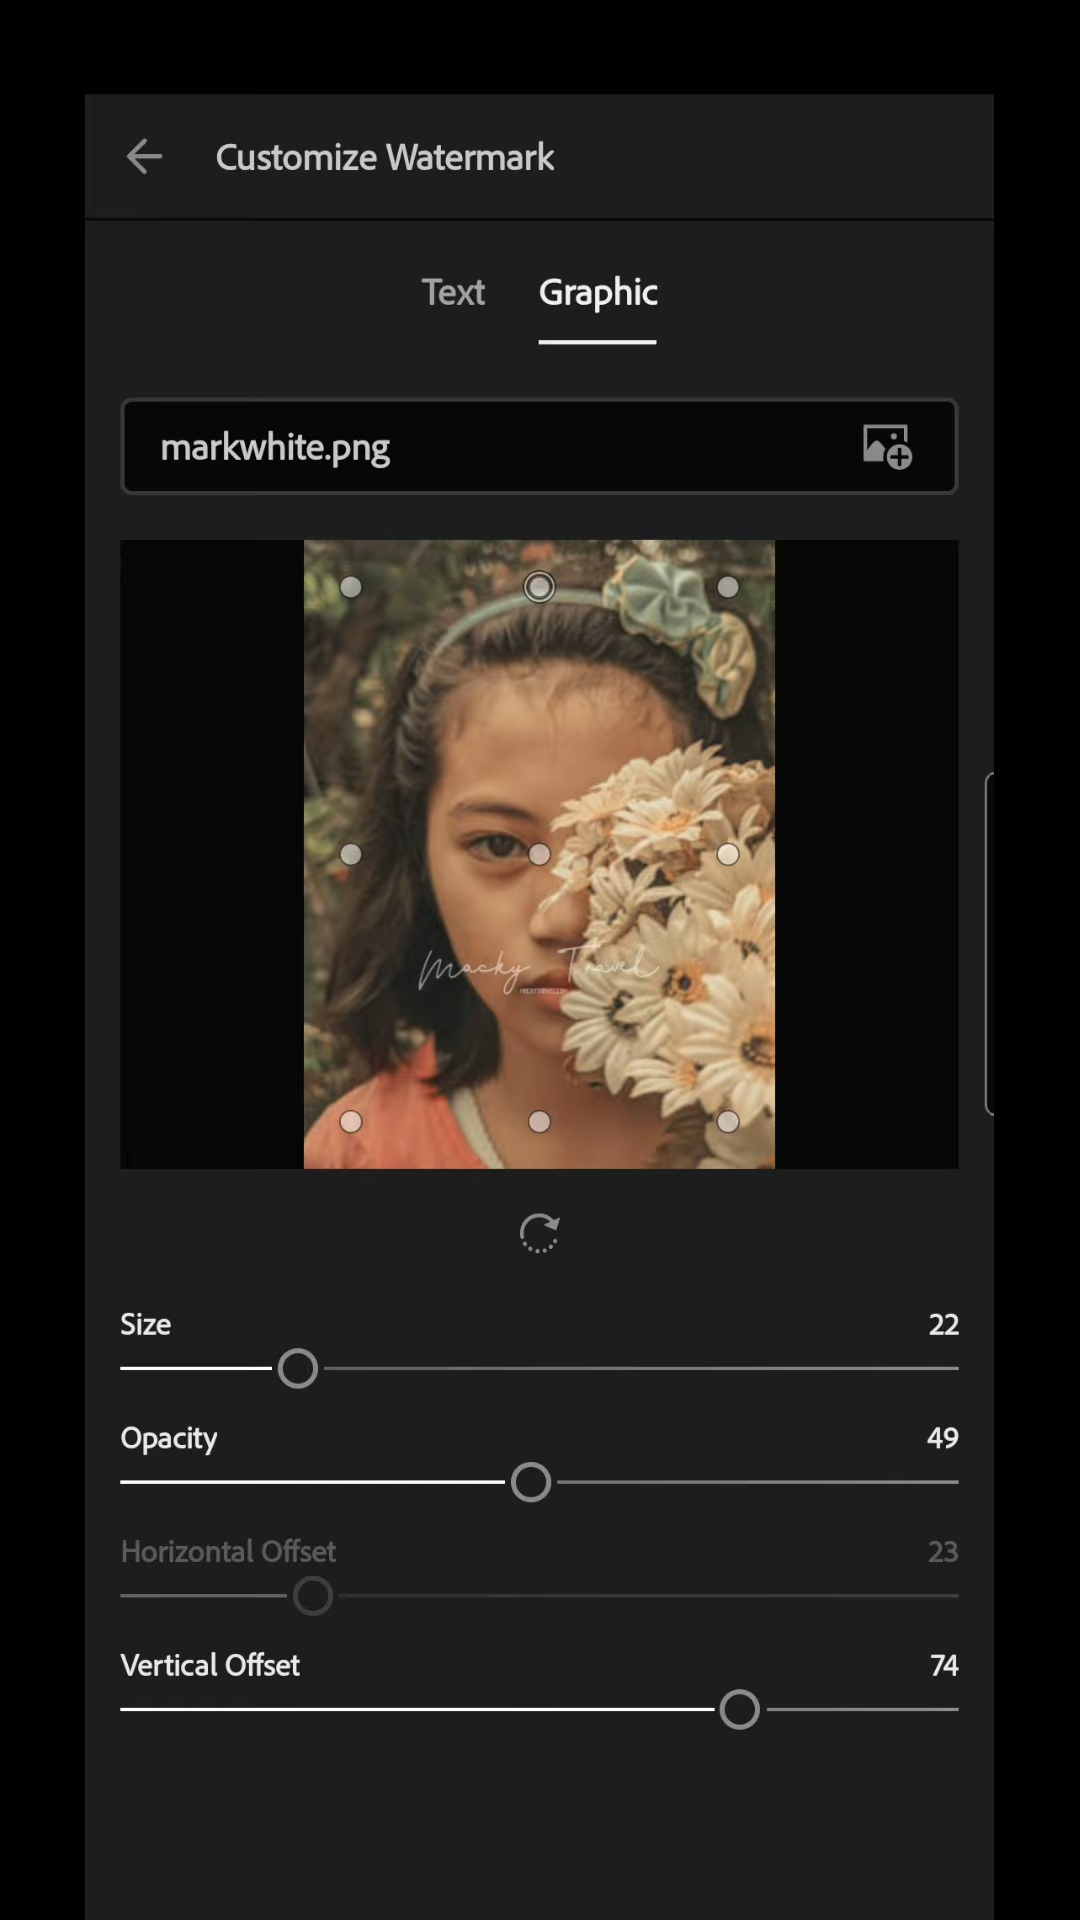 Customize Watermark
Text Graphic
markwhite.png
Macky Travel
Size 22
Opacity 49
Horizontal Offset 23
Vertical Offset 74